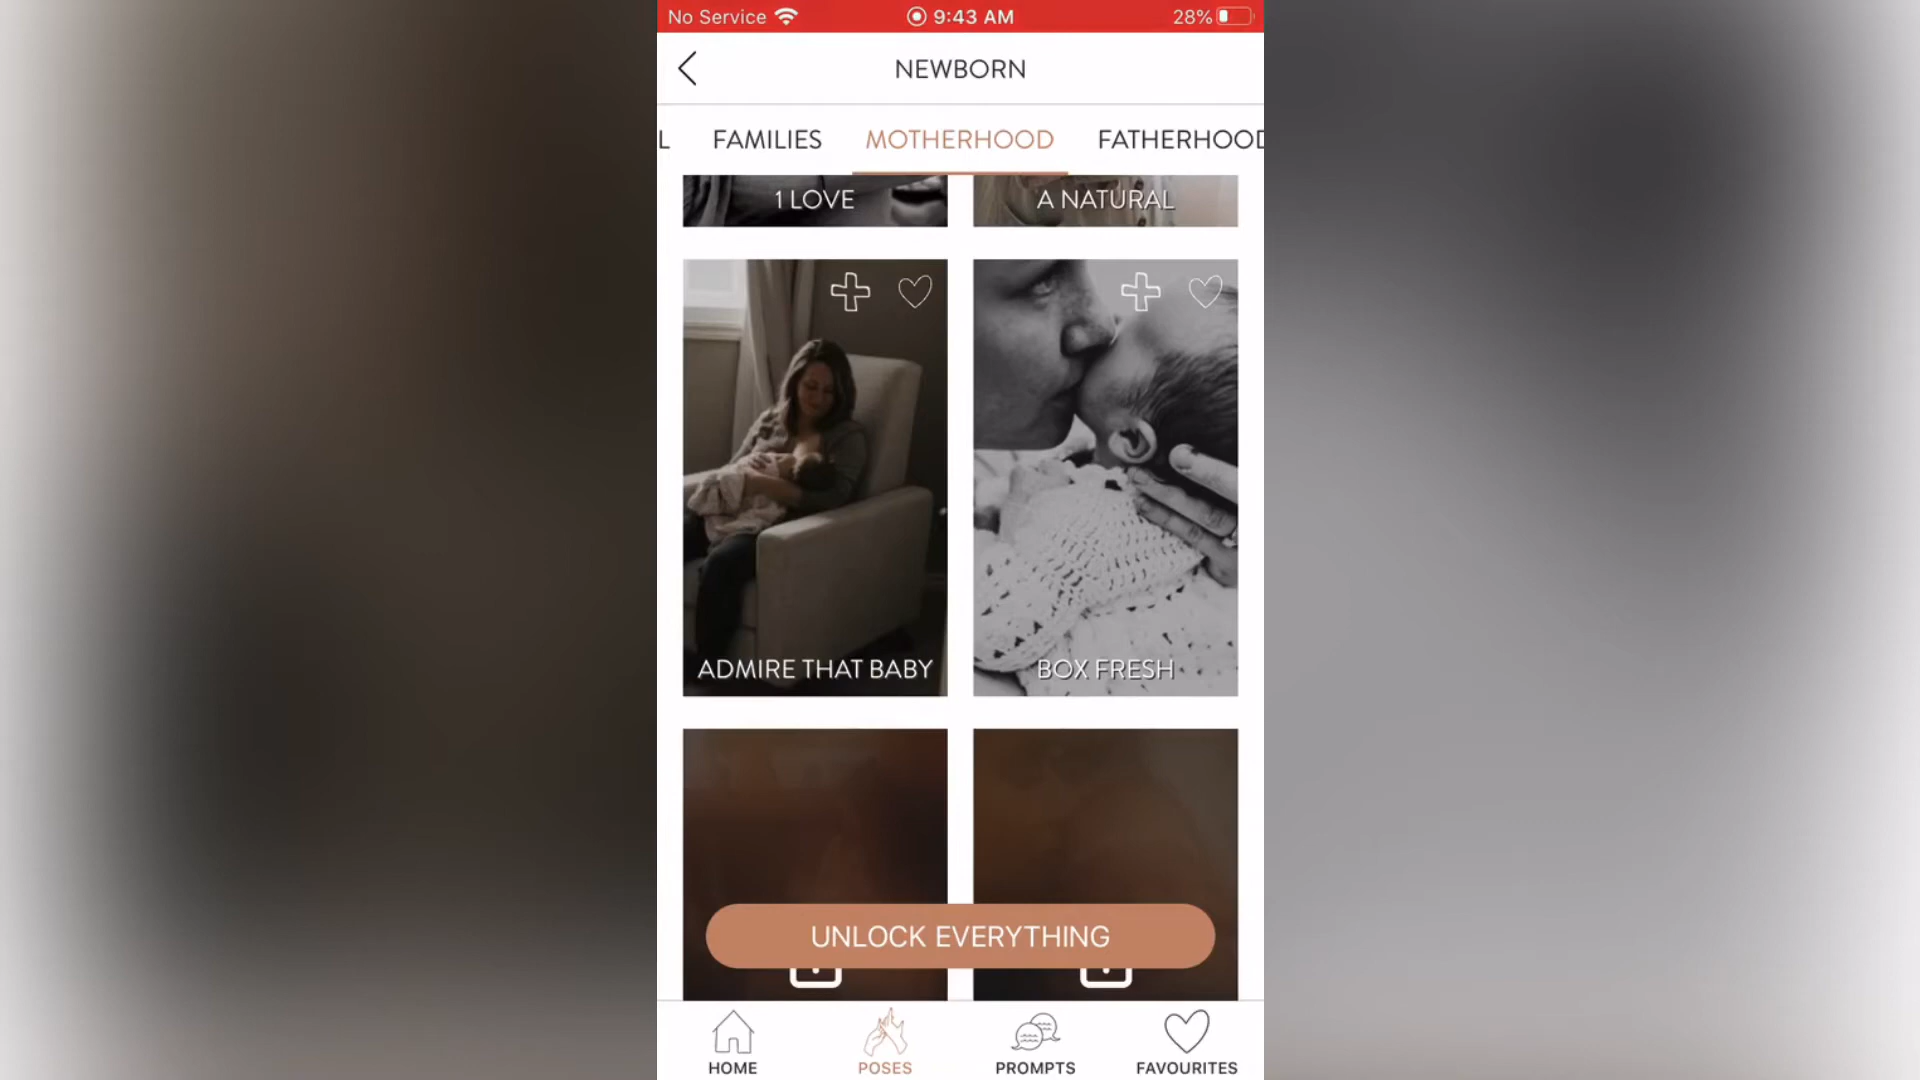 No Service 9:43 AM 28%
NEWBORN
L FAMILIES MOTHERHOOD FATHERHOOD
1 LOVE A NATURAL
ADMIRE THAT BABY BOX FRESH
UNLOCK EVERYTHING
HOME POSES PROMPTS FAVOURITES